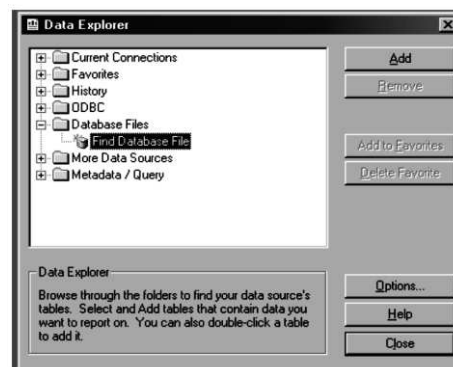 Data Explorer
Current Connections
Favorites
History
ODBC
Database Files
Find Database File
More Data Sources
Metadata / Query
Add
Remove
Add to Favorites
Delete Favorite
Data Explorer
Browse through the folders to find your data source's
tables. Select and Add tables that contain data you
want to report on. You can also double-click a table
to add it.
Options...
Help
Close